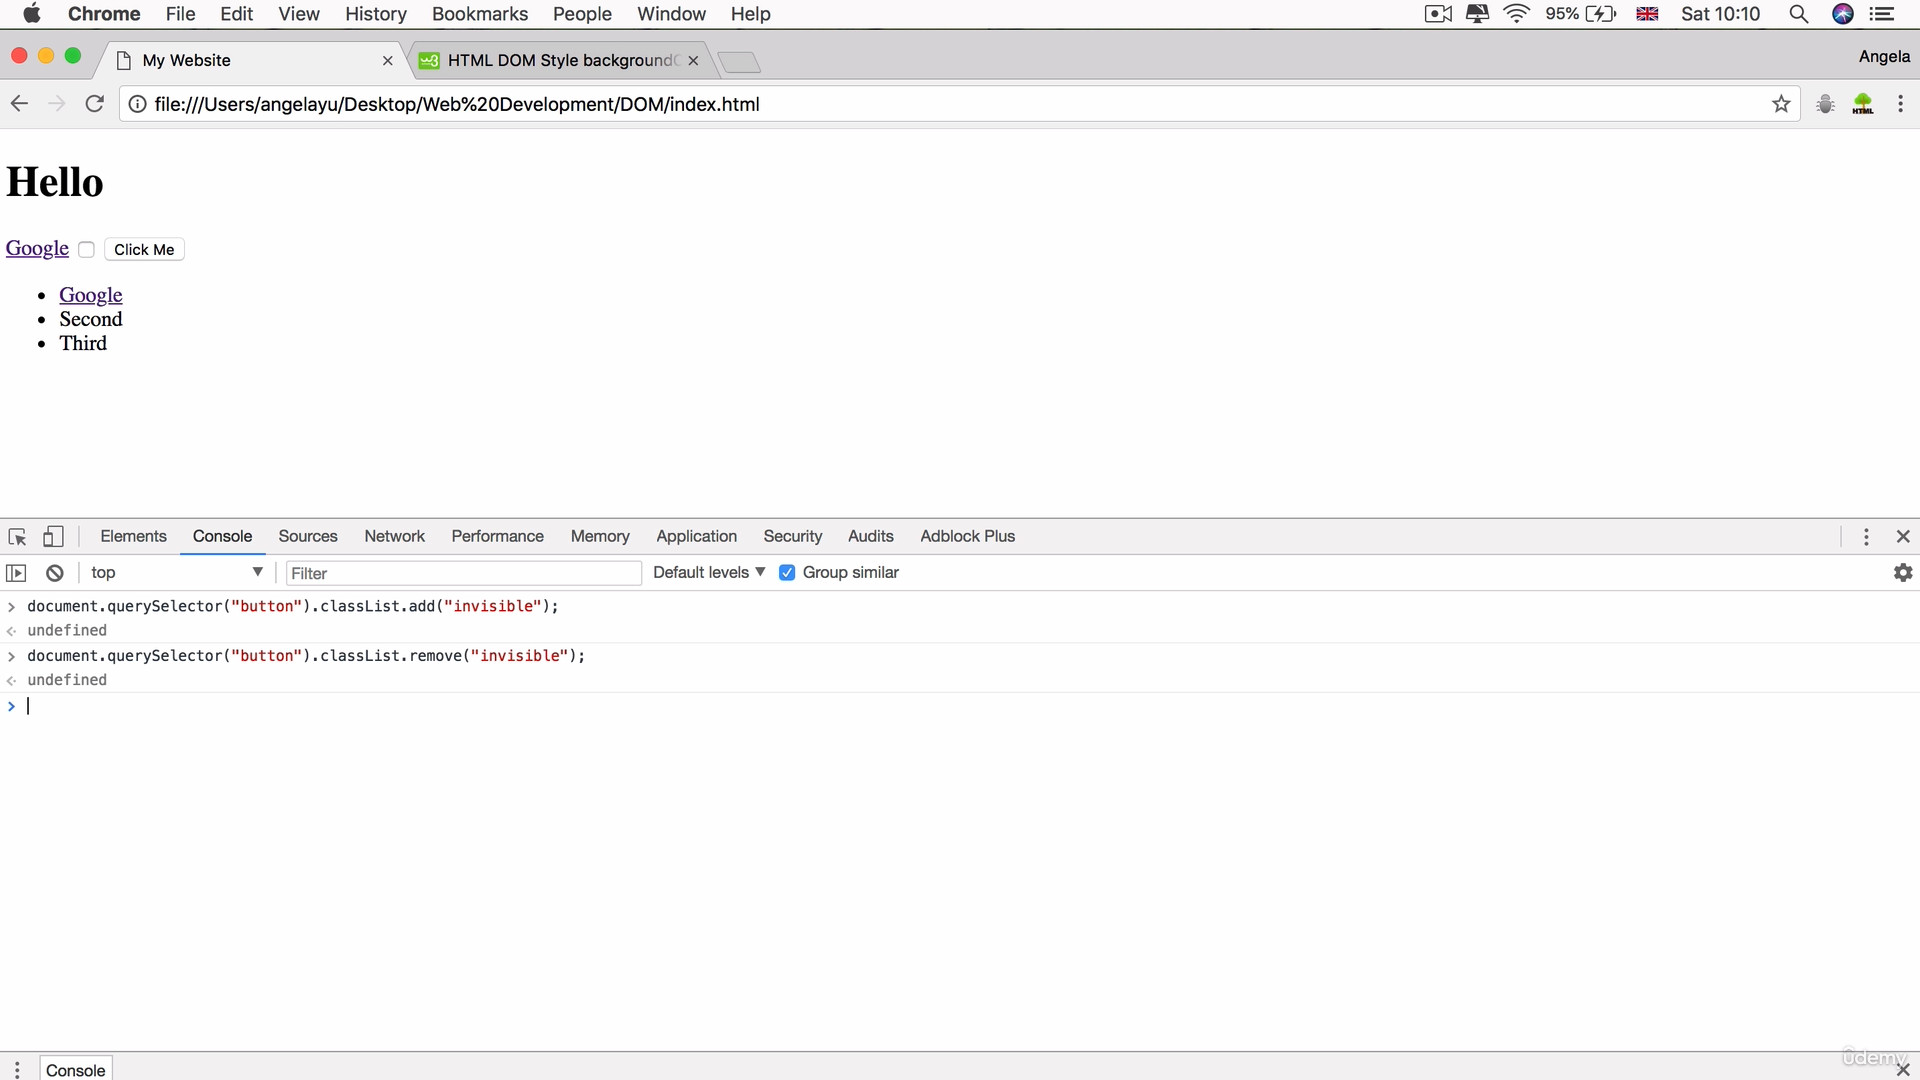 Chrome File Edit View History Bookmarks People Window Help 95% Sat 10:10
My Website HTML DOM Style background Angela
file:///Users/angelayu/Desktop/Web%20Development/DOM/index.html HTML
Hello
Google Click Me
Google
Second
Third
Elements Console Sources Network Performance Memory Application Security Audits Adblock Plus
top Filter Default levels Group similar
document.querySelector("button").classList.add("invisible");
undefined
document.querySelector("button").classList.remove("invisible");
undefined
Console
ûdemy